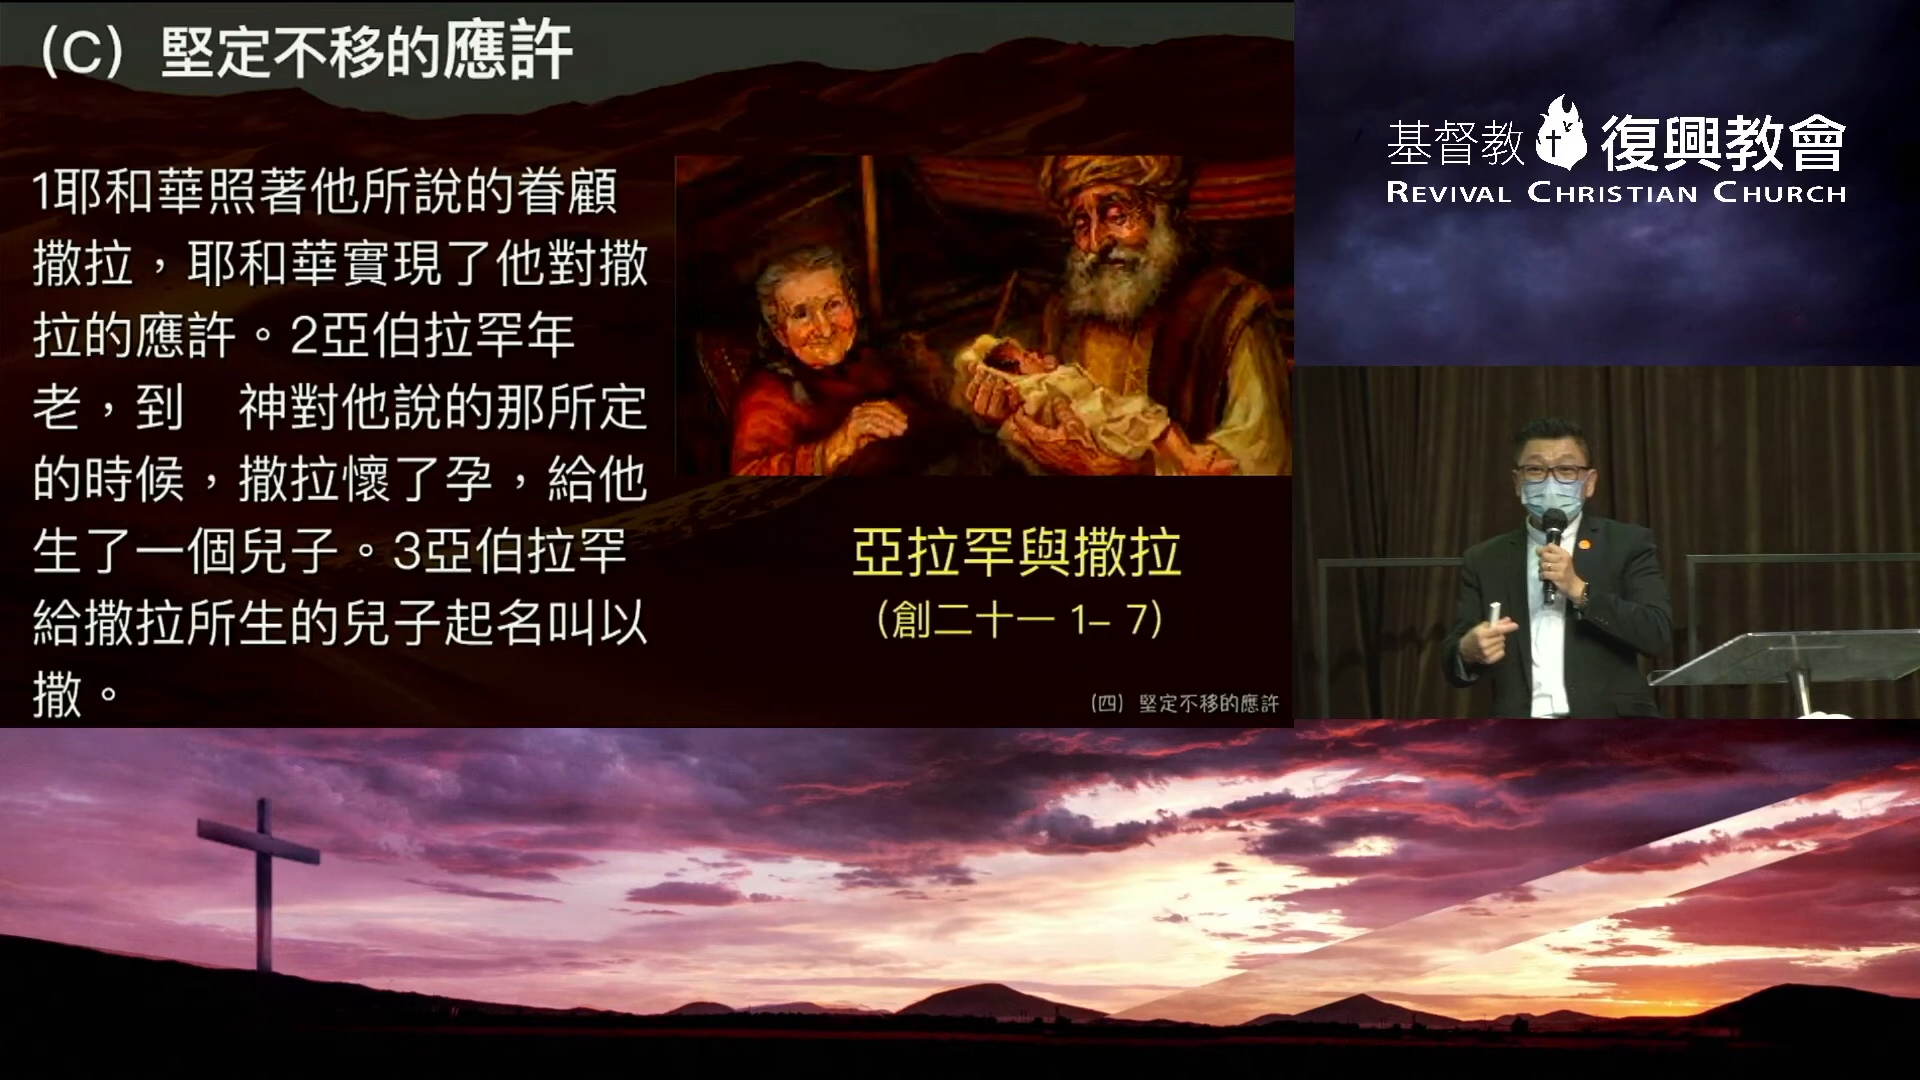 (C) 堅定不移的應許
1耶和華照著他所說的眷顧
撒拉，耶和華實現了他對撒
拉的應許。2亞伯拉罕年
老，到　神對他說的那所定
的時候，撒拉懷了孕，給他
生了一個兒子。3亞伯拉罕
給撒拉所生的兒子起名叫以
撒。
亞拉罕與撒拉
（創二十一 1– 7）
（四） 堅定不移的應許
基督教復興教會
REVIVAL CHRISTIAN CHURCH